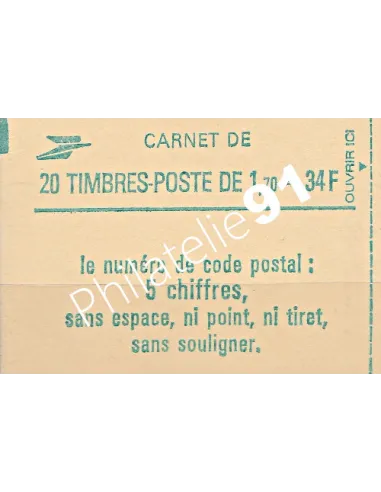 CARNET DE
20 TIMBRES-POSTE DE 1,70 = 34F
OUVRIR ICI
le numéro de code postal :
5 chiffres,
sans espace, ni point, ni tiret,
sans souligner.
Philatelie91